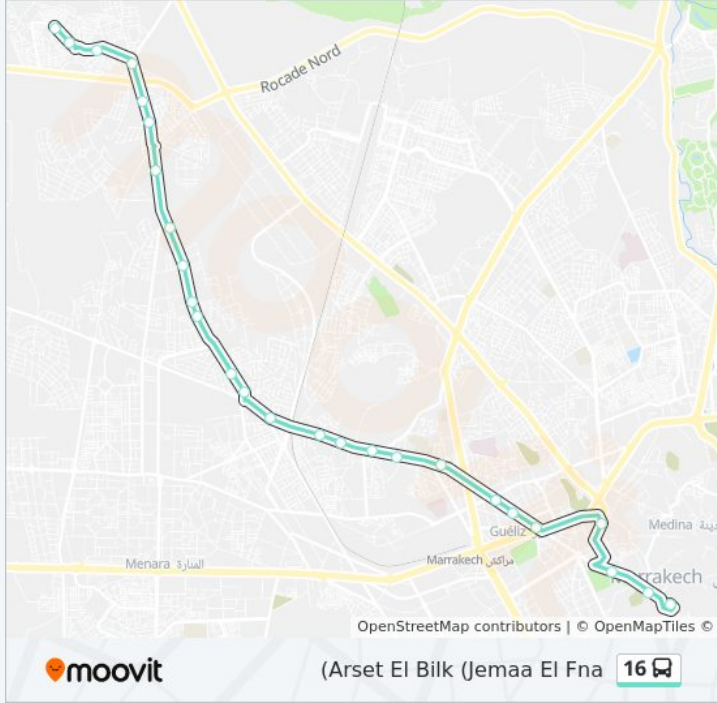 Rocade Nord
Guéliz
Medina
Marrakech مراكش
Menara المنارة
Marrakech
OpenStreetMap contributors | © OpenMapTiles ©
moovit
(Arset El Bilk (Jemaa El Fna
16